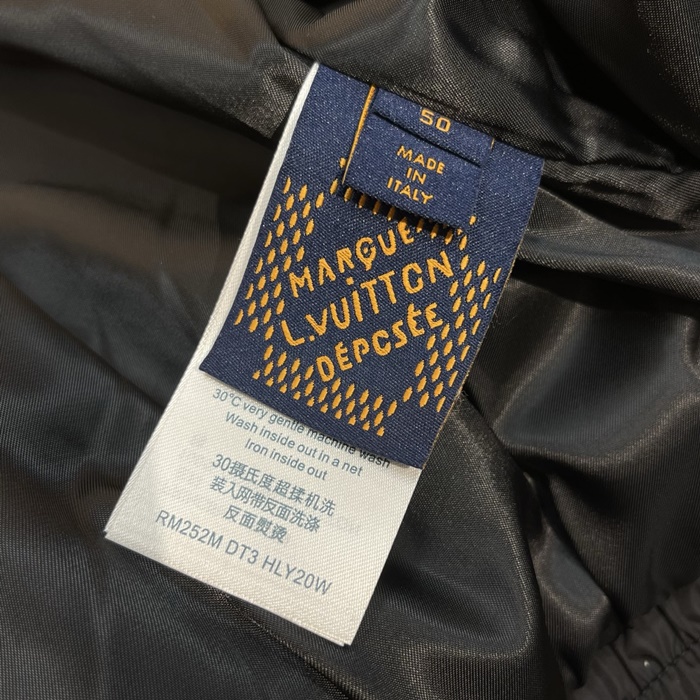 50
MADE
IN
ITALY
MARQUE
L.VUITTON
DÉPOSÉE
30°C very gentle machine wash
Wash inside out in a net
Iron inside out
30摄氏度超揉机洗
装入网带反面洗涤
反面熨烫
RM252M DT3 HLY20W